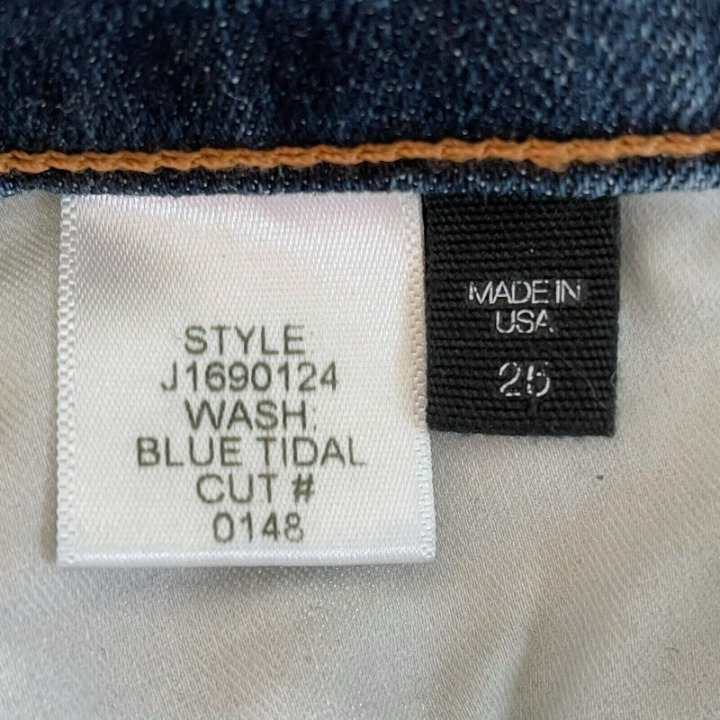 STYLE
J1690124
WASH:
BLUE TIDAL
CUT #
0148
MADE IN
USA
25